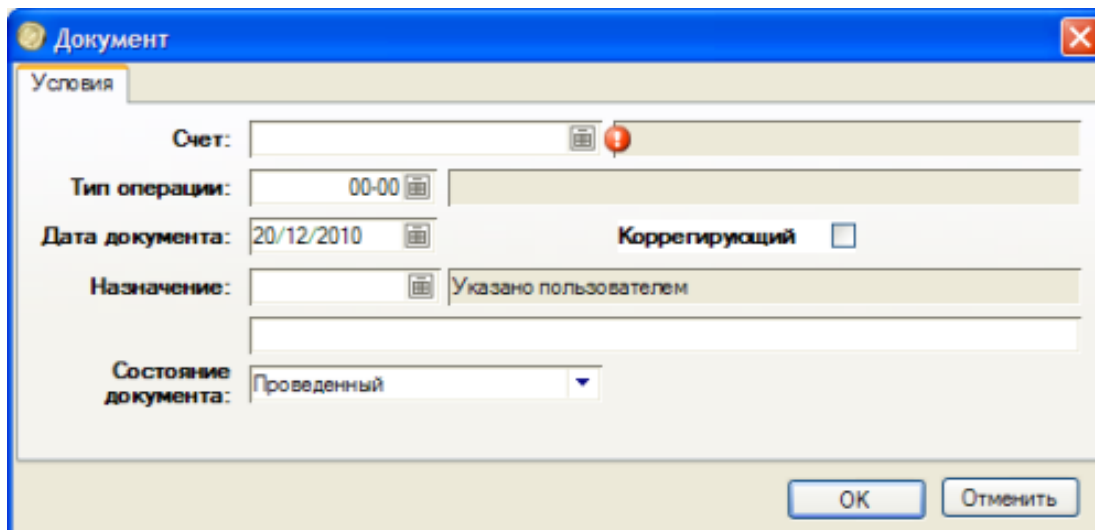 Документ
Условия
Счет:
Тип операции: 00-00
Дата документа: 20/12/2010 Коррегирующий
Назначение: Указано пользователем
Состояние
документа: Проведенный
OK Отменить